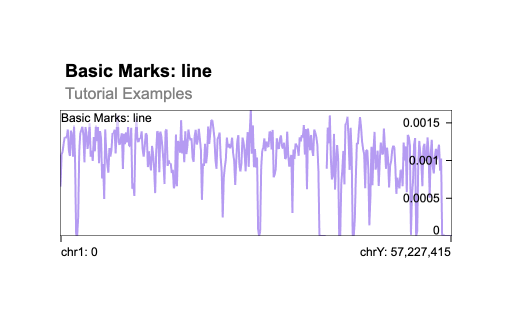 Basic Marks: line
Tutorial Examples
Basic Marks: line
0.0015
0.001
0.0005
0
chr1: 0
chrY: 57,227,415